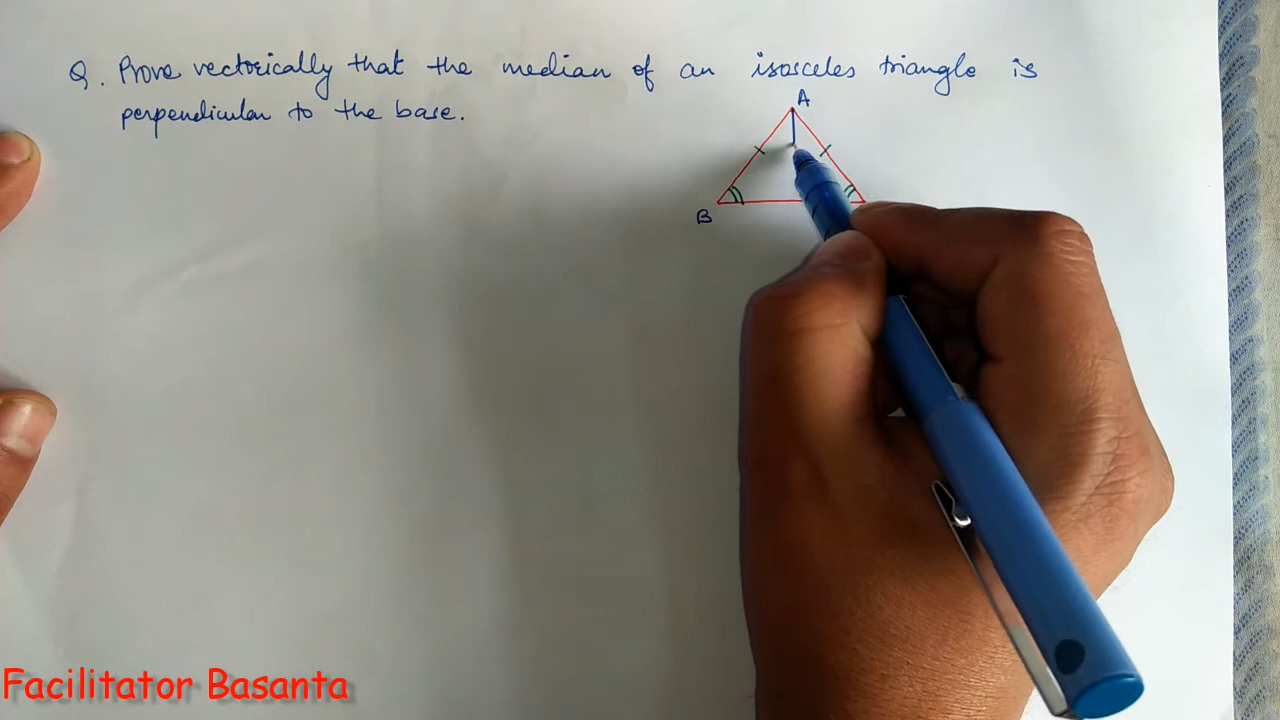 Q. Prove vectorically that the median of an isosceles triangle is
perpendicular to the base.
A
B
Facilitator Basanta